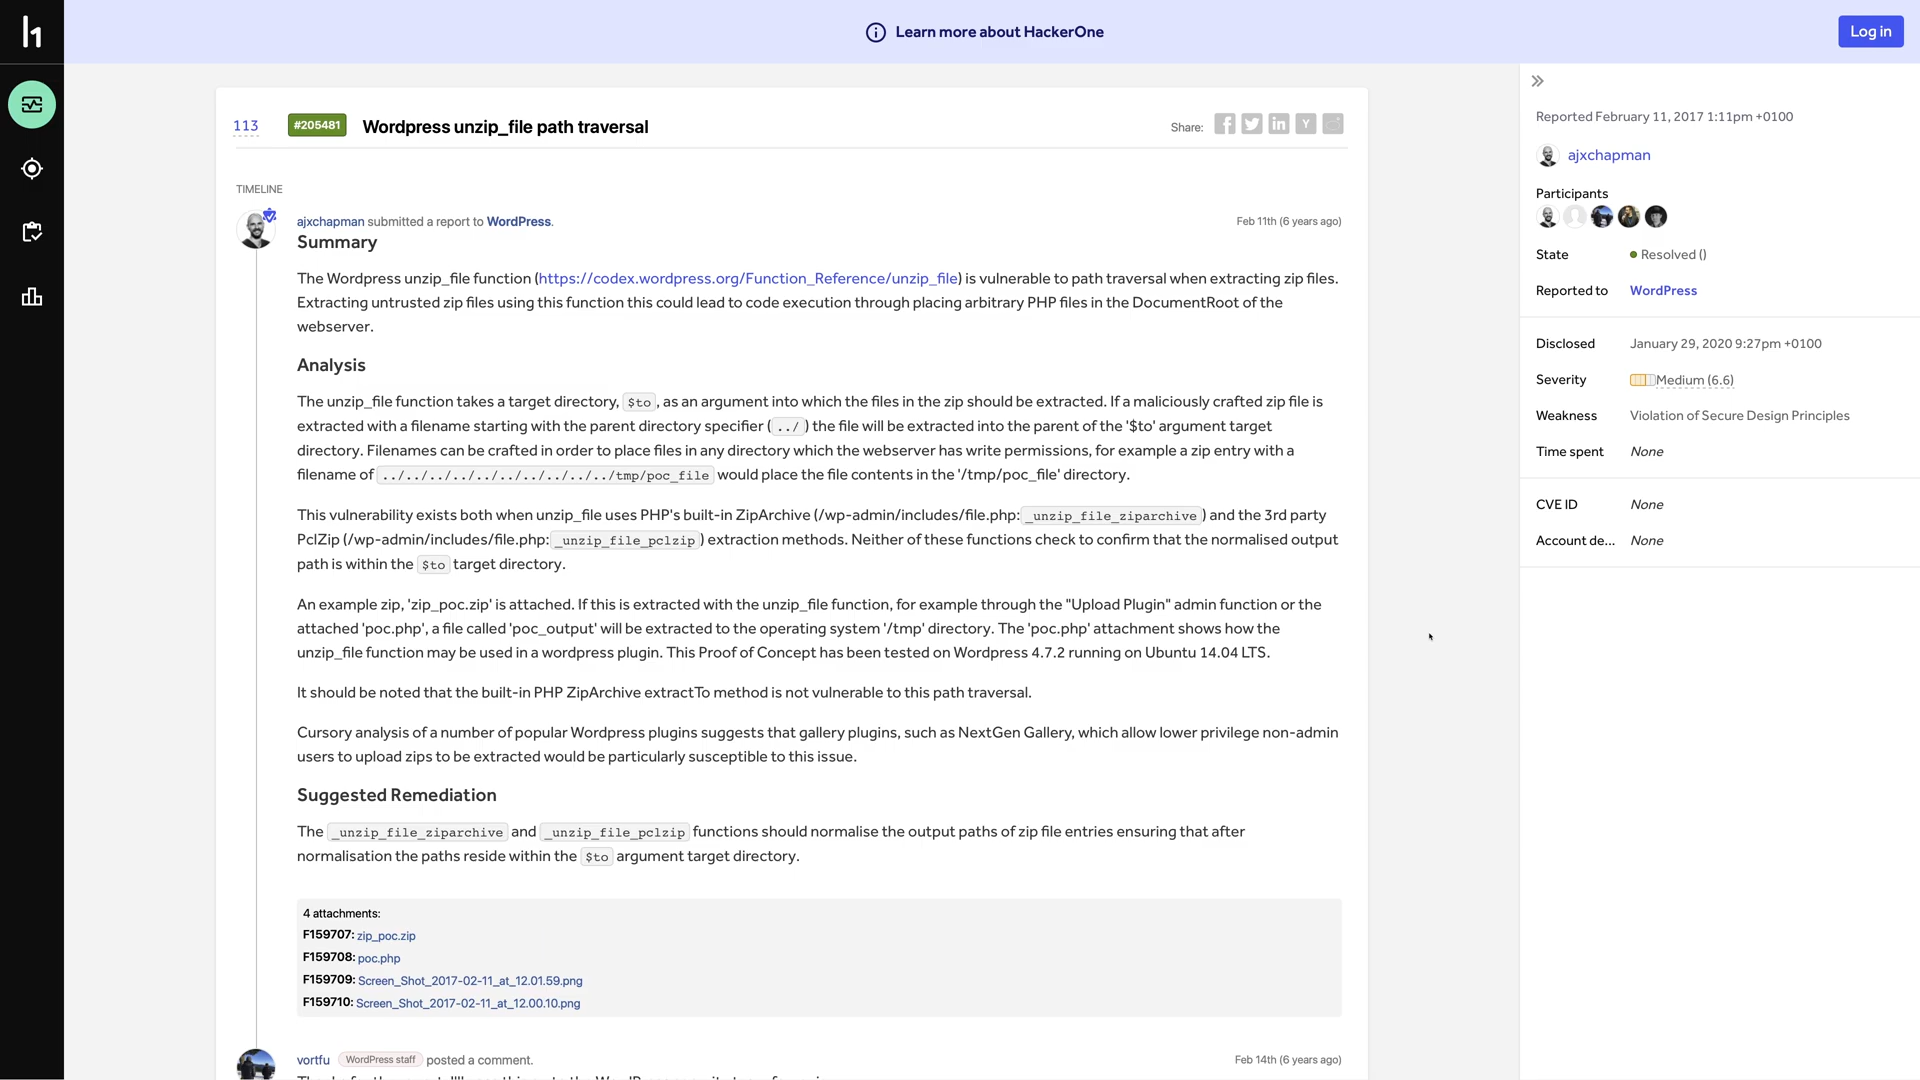 Learn more about HackerOne
Log in
113 #205481 Wordpress unzip_file path traversal
Share:
TIMELINE
ajxchapman submitted a report to WordPress. Feb 11th (6 years ago)
Summary
The Wordpress unzip_file function (https://codex.wordpress.org/Function_Reference/unzip_file) is vulnerable to path traversal when extracting zip files.
Extracting untrusted zip files using this function this could lead to code execution through placing arbitrary PHP files in the DocumentRoot of the
webserver.
Analysis
The unzip_file function takes a target directory, $to, as an argument into which the files in the zip should be extracted. If a maliciously crafted zip file is
extracted with a filename starting with the parent directory specifier (../) the file will be extracted into the parent of the '$to' argument target
directory. Filenames can be crafted in order to place files in any directory which the webserver has write permissions, for example a zip entry with a
filename of ../../../../../../../../../../tmp/poc_file would place the file contents in the '/tmp/poc_file' directory.
This vulnerability exists both when unzip_file uses PHP's built-in ZipArchive (/wp-admin/includes/file.php:_unzip_file_ziparchive) and the 3rd party
PclZip (/wp-admin/includes/file.php:_unzip_file_pclzip) extraction methods. Neither of these functions check to confirm that the normalised output
path is within the $to target directory.
An example zip, 'zip_poc.zip' is attached. If this is extracted with the unzip_file function, for example through the "Upload Plugin" admin function or the
attached 'poc.php', a file called 'poc_output' will be extracted to the operating system '/tmp' directory. The 'poc.php' attachment shows how the
unzip_file function may be used in a wordpress plugin. This Proof of Concept has been tested on Wordpress 4.7.2 running on Ubuntu 14.04 LTS.
It should be noted that the built-in PHP ZipArchive extractTo method is not vulnerable to this path traversal.
Cursory analysis of a number of popular Wordpress plugins suggests that gallery plugins, such as NextGen Gallery, which allow lower privilege non-admin
users to upload zips to be extracted would be particularly susceptible to this issue.
Suggested Remediation
The _unzip_file_ziparchive and _unzip_file_pclzip functions should normalise the output paths of zip file entries ensuring that after
normalisation the paths reside within the $to argument target directory.
4 attachments:
F159707: zip_poc.zip
F159708: poc.php
F159709: Screen_Shot_2017-02-11_at_12.01.59.png
F159710: Screen_Shot_2017-02-11_at_12.00.10.png
vortfu WordPress staff posted a comment. Feb 14th (6 years ago)
Reported February 11, 2017 1:11pm +0100
ajxchapman
Participants
State Resolved ()
Reported to WordPress
Disclosed January 29, 2020 9:27pm +0100
Severity Medium (6.6)
Weakness Violation of Secure Design Principles
Time spent None
CVE ID None
Account de... None